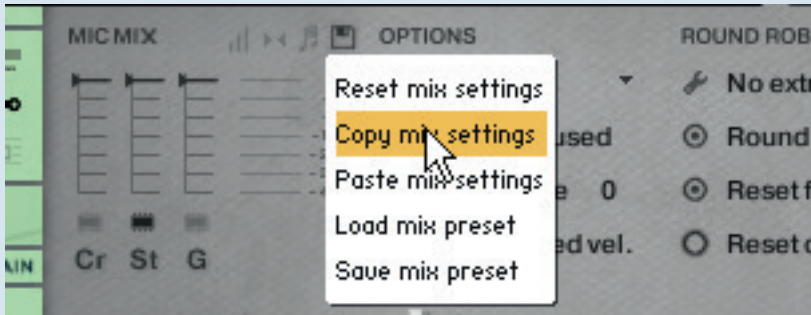 MIC MIX
OPTIONS
ROUND ROB
Reset mix settings
No extr
Copy mix settings
used
Round
Paste mix settings
e 0
Reset f
Load mix preset
ed vel.
Reset c
Save mix preset
Cr St G
AIN